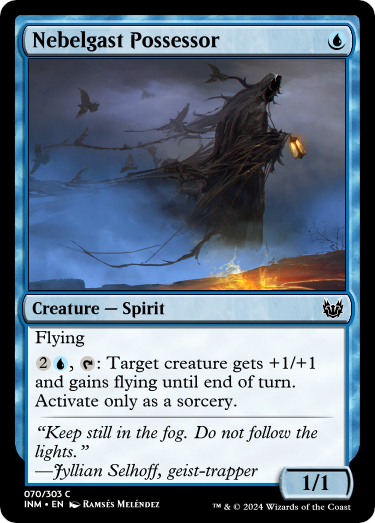 Nebelgast Possessor
Creature — Spirit
Flying
2, : Target creature gets +1/+1
and gains flying until end of turn.
Activate only as a sorcery.
“Keep still in the fog. Do not follow the
lights.”
—Jyllian Selhoff, geist-trapper
1/1
070/303 C
INM • EN Ramsés Meléndez
™ & © 2024 Wizards of the Coast